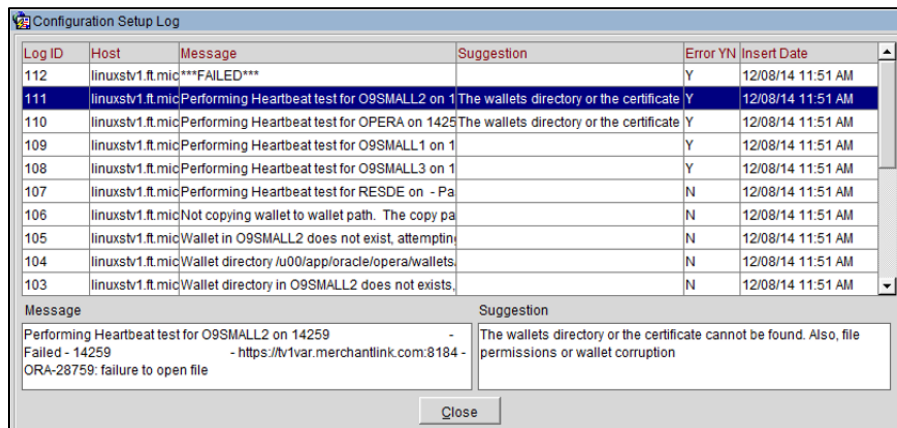 Configuration Setup Log
Log ID Host Message Suggestion Error YN Insert Date
112 linuxstv1.ft.mic ***FAILED*** Y 12/08/14 11:51 AM
111 linuxstv1.ft.mic Performing Heartbeat test for O9SMALL2 on 1 The wallets directory or the certificate Y 12/08/14 11:51 AM
110 linuxstv1.ft.mic Performing Heartbeat test for OPERA on 1425 The wallets directory or the certificate Y 12/08/14 11:51 AM
109 linuxstv1.ft.mic Performing Heartbeat test for O9SMALL1 on 1 Y 12/08/14 11:51 AM
108 linuxstv1.ft.mic Performing Heartbeat test for O9SMALL3 on 1 Y 12/08/14 11:51 AM
107 linuxstv1.ft.mic Performing Heartbeat test for RESDE on - Pa N 12/08/14 11:51 AM
106 linuxstv1.ft.mic Not copying wallet to wallet path. The copy pa N 12/08/14 11:51 AM
105 linuxstv1.ft.mic Wallet in O9SMALL2 does not exist, attempting N 12/08/14 11:51 AM
104 linuxstv1.ft.mic Wallet directory /u00/app/oracle/opera/wallets. N 12/08/14 11:51 AM
103 linuxstv1.ft.mic Wallet directory in O9SMALL2 does not exists, N 12/08/14 11:51 AM
Message
Performing Heartbeat test for O9SMALL2 on 14259 -
Failed - 14259 - https://tv1var.merchantlink.com:8184 -
ORA-28759: failure to open file
Suggestion
The wallets directory or the certificate cannot be found. Also, file
permissions or wallet corruption
Close